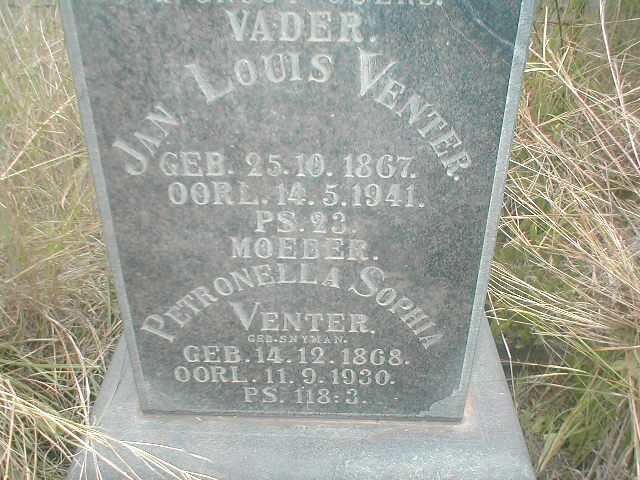 VADER.
JAN LOUIS VENTER.
GEB. 25.10. 1867.
OORL. 14. 5. 1941.
PS. 23.
MOEDER.
PETRONELLA SOPHIA
VENTER.
GEB. SNYMAN.
GEB. 14. 12. 1868.
OORL. 11. 9. 1930.
PS. 118: 3.